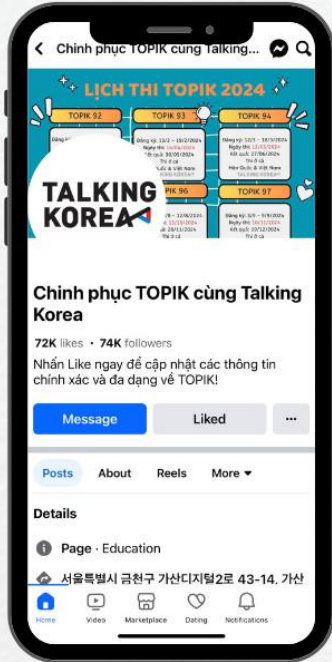 Chinh phục TOPIK cùng Talking...
LỊCH THI TOPIK 2024
TOPIK 92
TOPIK 93
TOPIK 94
TOPIK 96
TOPIK 97
TALKING
KOREA
Chinh phục TOPIK cùng Talking
Korea
72K likes • 74K followers
Nhấn Like ngay để cập nhật các thông tin
chính xác và đa dạng về TOPIK!
Message
Liked
Posts
About
Reels
More
Details
Page · Education
서울특별시 금천구 가산디지털2로 43-14, 가산
Home
Video
Marketplace
Dating
Notifications